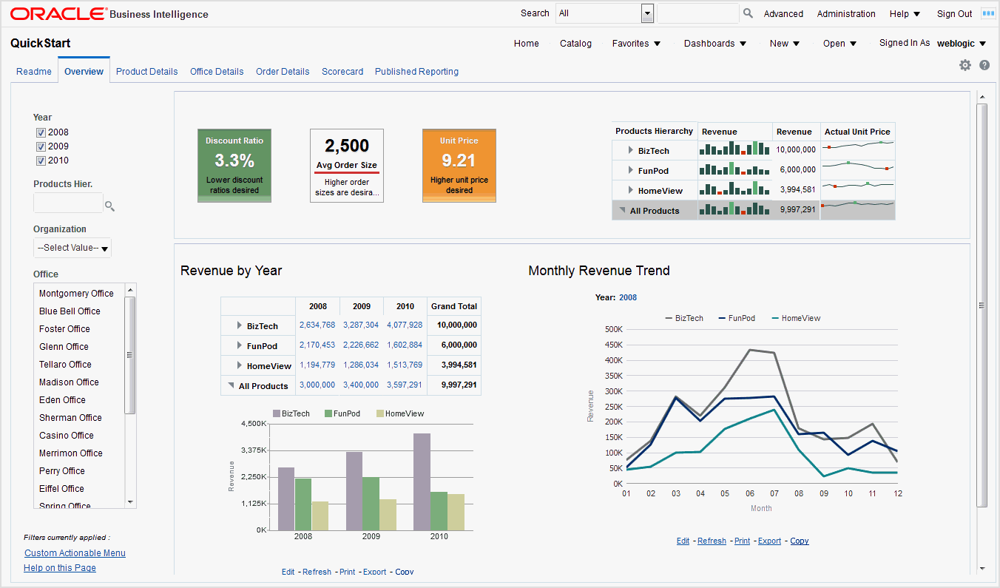 ORACLE Business Intelligence
Search All Advanced Administration Help Sign Out
QuickStart
Home Catalog Favorites Dashboards New Open Signed In As weblogic
Readme Overview Product Details Office Details Order Details Scorecard Published Reporting
Year
2008
2009
2010
Products Hier.
Organization
--Select Value--
Office
Montgomery Office
Blue Bell Office
Foster Office
Glenn Office
Tellaro Office
Madison Office
Eden Office
Sherman Office
Casino Office
Merrimon Office
Perry Office
Eiffel Office
Spring Office
Filters currently applied :
Custom Actionable Menu
Help on this Page
Discount Ratio
3.3%
Lower discount
ratios desired
2,500
Avg Order Size
Higher order
sizes are desira...
Unit Price
9.21
Higher unit price
desired
Products Hierarchy Revenue Revenue Actual Unit Price
BizTech 10,000,000
FunPod 6,000,000
HomeView 3,994,581
All Products 9,997,291
Revenue by Year
2008 2009 2010 Grand Total
BizTech 2,634,768 3,287,304 4,077,928 10,000,000
FunPod 2,170,453 2,226,662 1,602,884 6,000,000
HomeView 1,194,779 1,286,034 1,513,769 3,994,581
All Products 3,000,000 3,400,000 3,597,291 9,997,291
BizTech FunPod HomeView
4,500K
3,375K
2,250K
1,125K
0K
Revenue
2008 2009 2010
Edit - Refresh - Print - Export - Copy
Monthly Revenue Trend
Year: 2008
BizTech FunPod HomeView
500K
450K
400K
350K
300K
250K
200K
150K
100K
50K
0K
Revenue
01 02 03 04 05 06 07 08 09 10 11 12
Month
Edit - Refresh - Print - Export - Copy